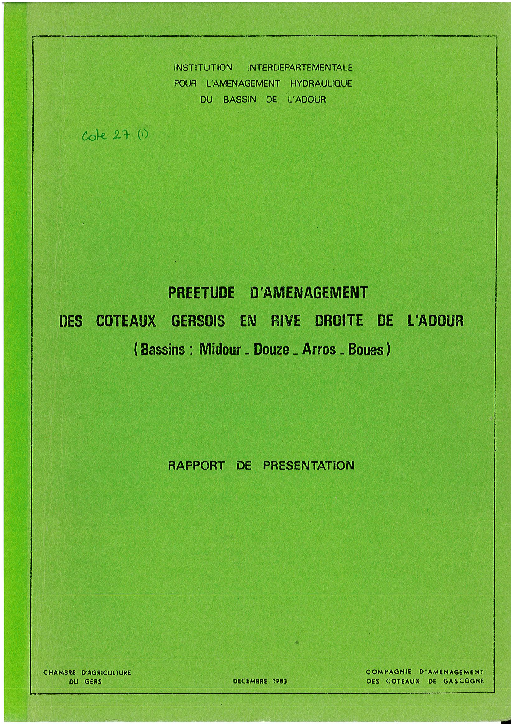 INSTITUTION INTERDEPARTEMENTALE
POUR L'AMENAGEMENT HYDRAULIQUE
DU BASSIN DE L'ADOUR
Cote 27 (1)
PREETUDE D'AMENAGEMENT
DES COTEAUX GERSOIS EN RIVE DROITE DE L'ADOUR
(Bassins : Midour - Douze - Arros - Boues)
RAPPORT DE PRESENTATION
CHAMBRE D'AGRICULTURE
DU GERS
DECEMBRE 1983
COMPAGNIE D'AMENAGEMENT
DES COTEAUX DE GASCOGNE